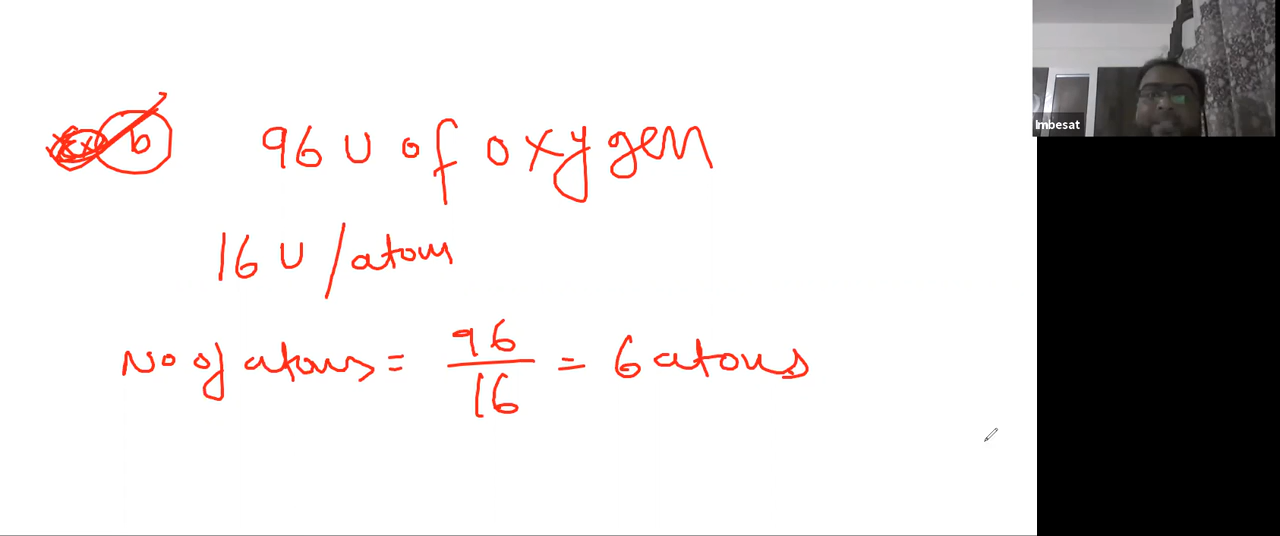 b 96 U of oxygen
Imbesat
16 U / atom
No of atoms = 96/16 = 6 atoms